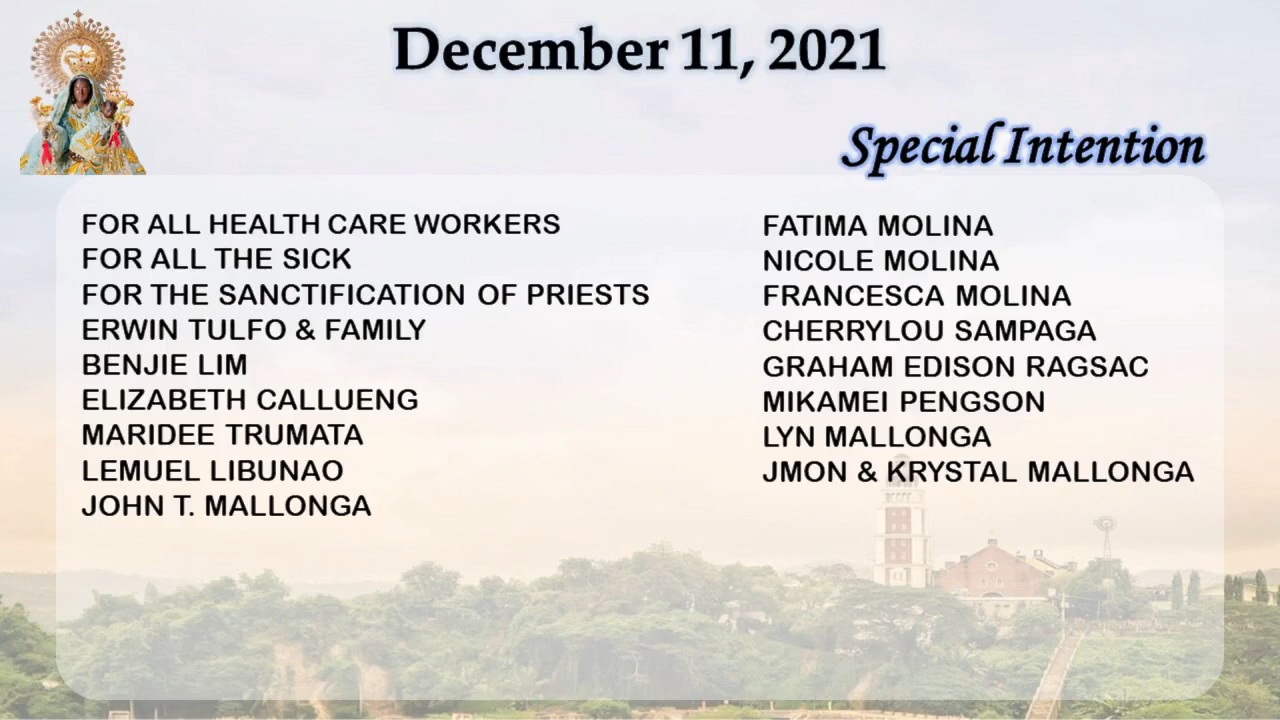 December 11, 2021
Special Intention
FOR ALL HEALTH CARE WORKERS
FOR ALL THE SICK
FOR THE SANCTIFICATION OF PRIESTS
ERWIN TULFO & FAMILY
BENJIE LIM
ELIZABETH CALLUENG
MARIDEE TRUMATA
LEMUEL LIBUNAO
JOHN T. MALLONGA
FATIMA MOLINA
NICOLE MOLINA
FRANCESCA MOLINA
CHERRYLOU SAMPAGA
GRAHAM EDISON RAGSAC
MIKAMEI PENGSON
LYN MALLONGA
JMON & KRYSTAL MALLONGA